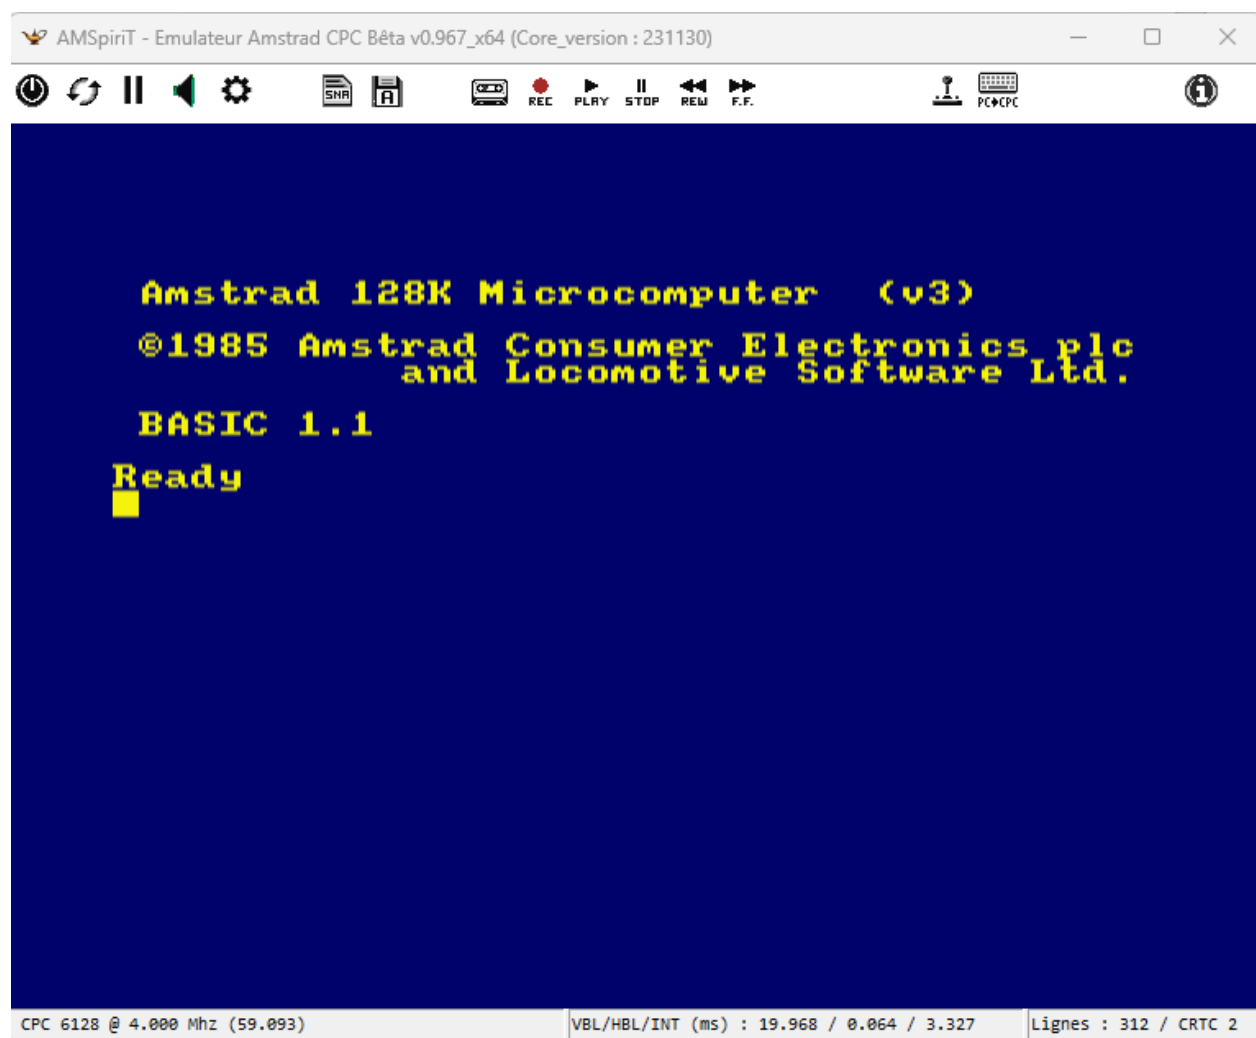 AMSpiriT - Emulateur Amstrad CPC Bêta v0.967_x64 (Core_version : 231130)
SNA A REC PLAY STOP REW F.F. PC CPC
Amstrad 128K Microcomputer (v3)
©1985 Amstrad Consumer Electronics plc
and Locomotive Software Ltd.
BASIC 1.1
Ready
CPC 6128 @ 4.000 Mhz (59.093) VBL/HBL/INT (ms) : 19.968 / 0.064 / 3.327 Lignes : 312 / CRTC 2